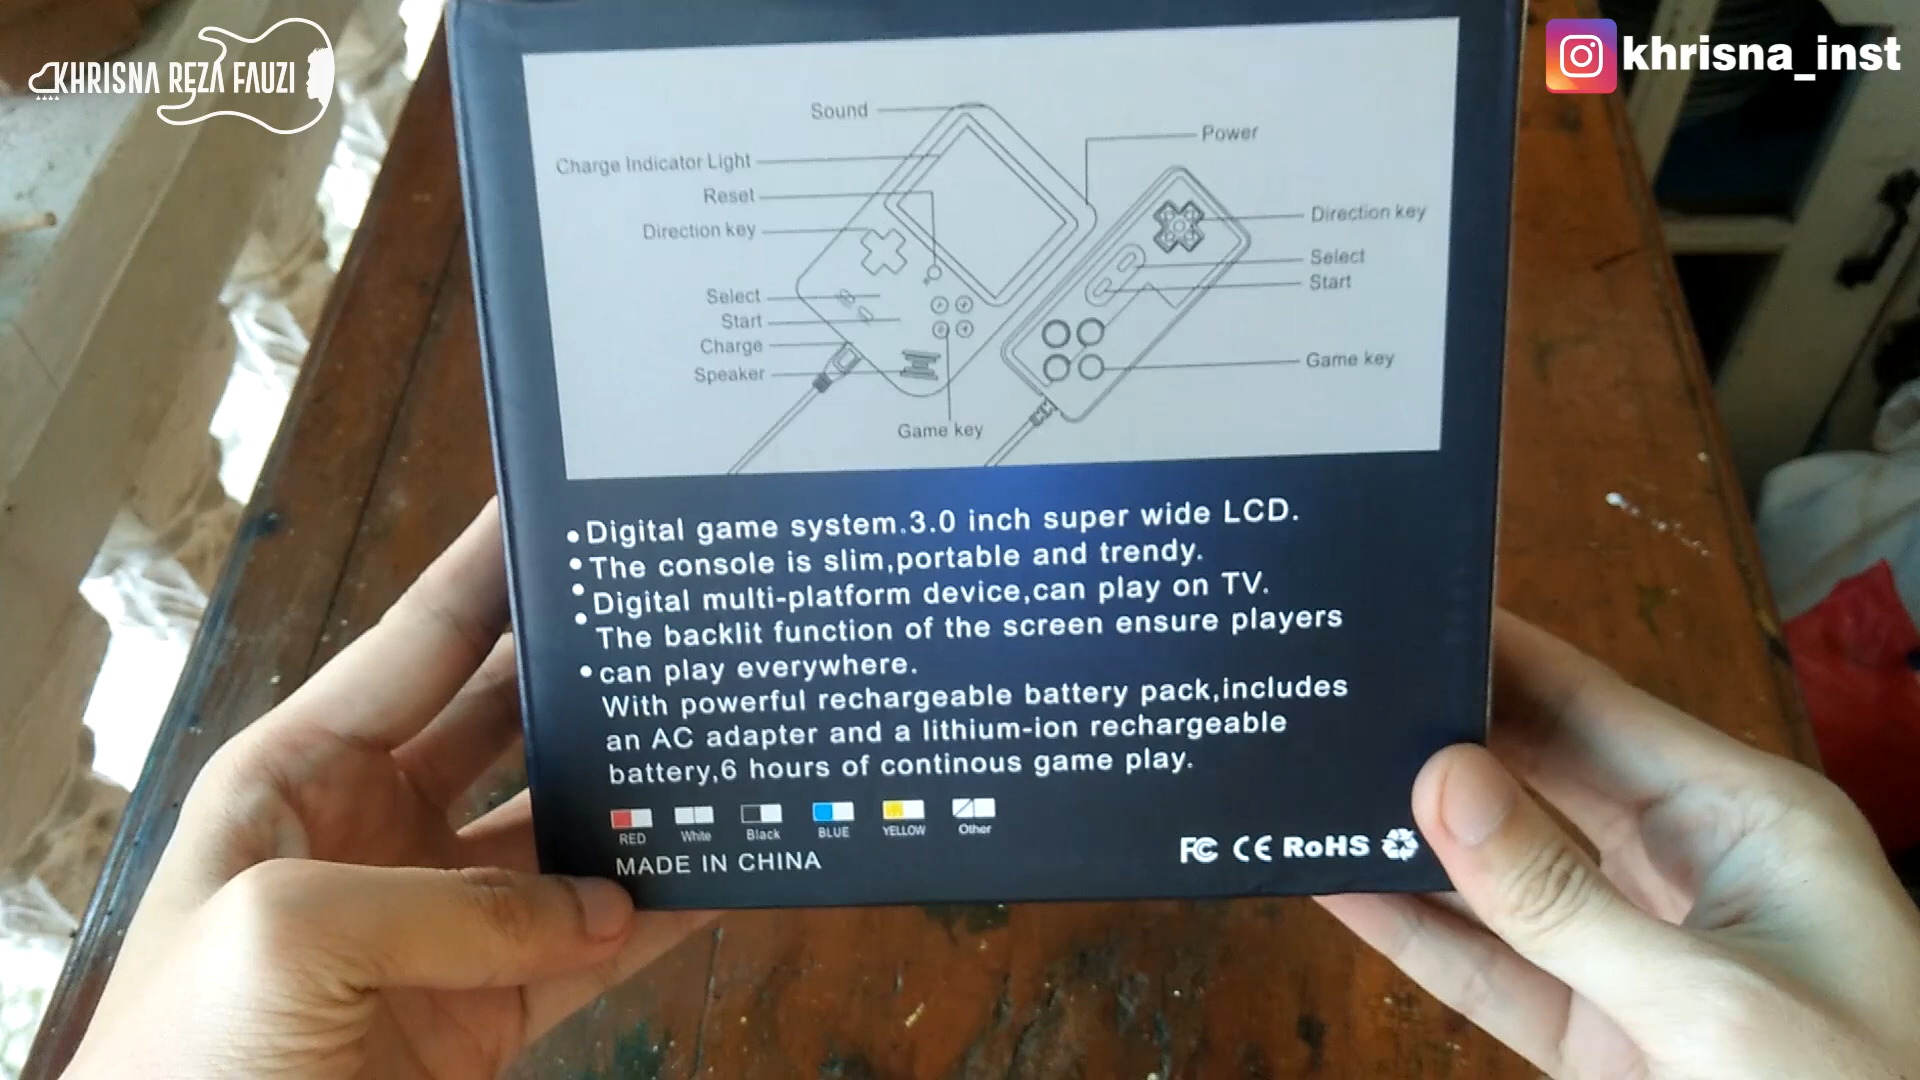 KHRISNA REZA FAUZI
khrisna_inst
Sound
Power
Charge Indicator Light
Reset
Direction key
Direction key
Select
Select
Start
Start
Charge
Game key
Speaker
Game key
•Digital game system.3.0 inch super wide LCD.
•The console is slim,portable and trendy.
•Digital multi-platform device,can play on TV.
•The backlit function of the screen ensure players
•can play everywhere.
With powerful rechargeable battery pack,includes
an AC adapter and a lithium-ion rechargeable
battery,6 hours of continous game play.
RED White Black BLUE YELLOW Other
MADE IN CHINA
FC CE RoHS